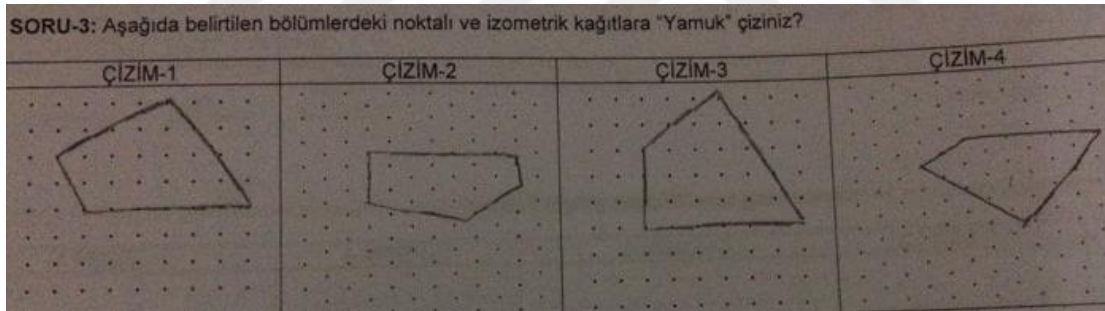 SORU-3: Aşağıda belirtilen bölümlerdeki noktalı ve izometrik kağıtlara "Yamuk" çiziniz?
ÇİZİM-1 ÇİZİM-2 ÇİZİM-3 ÇİZİM-4